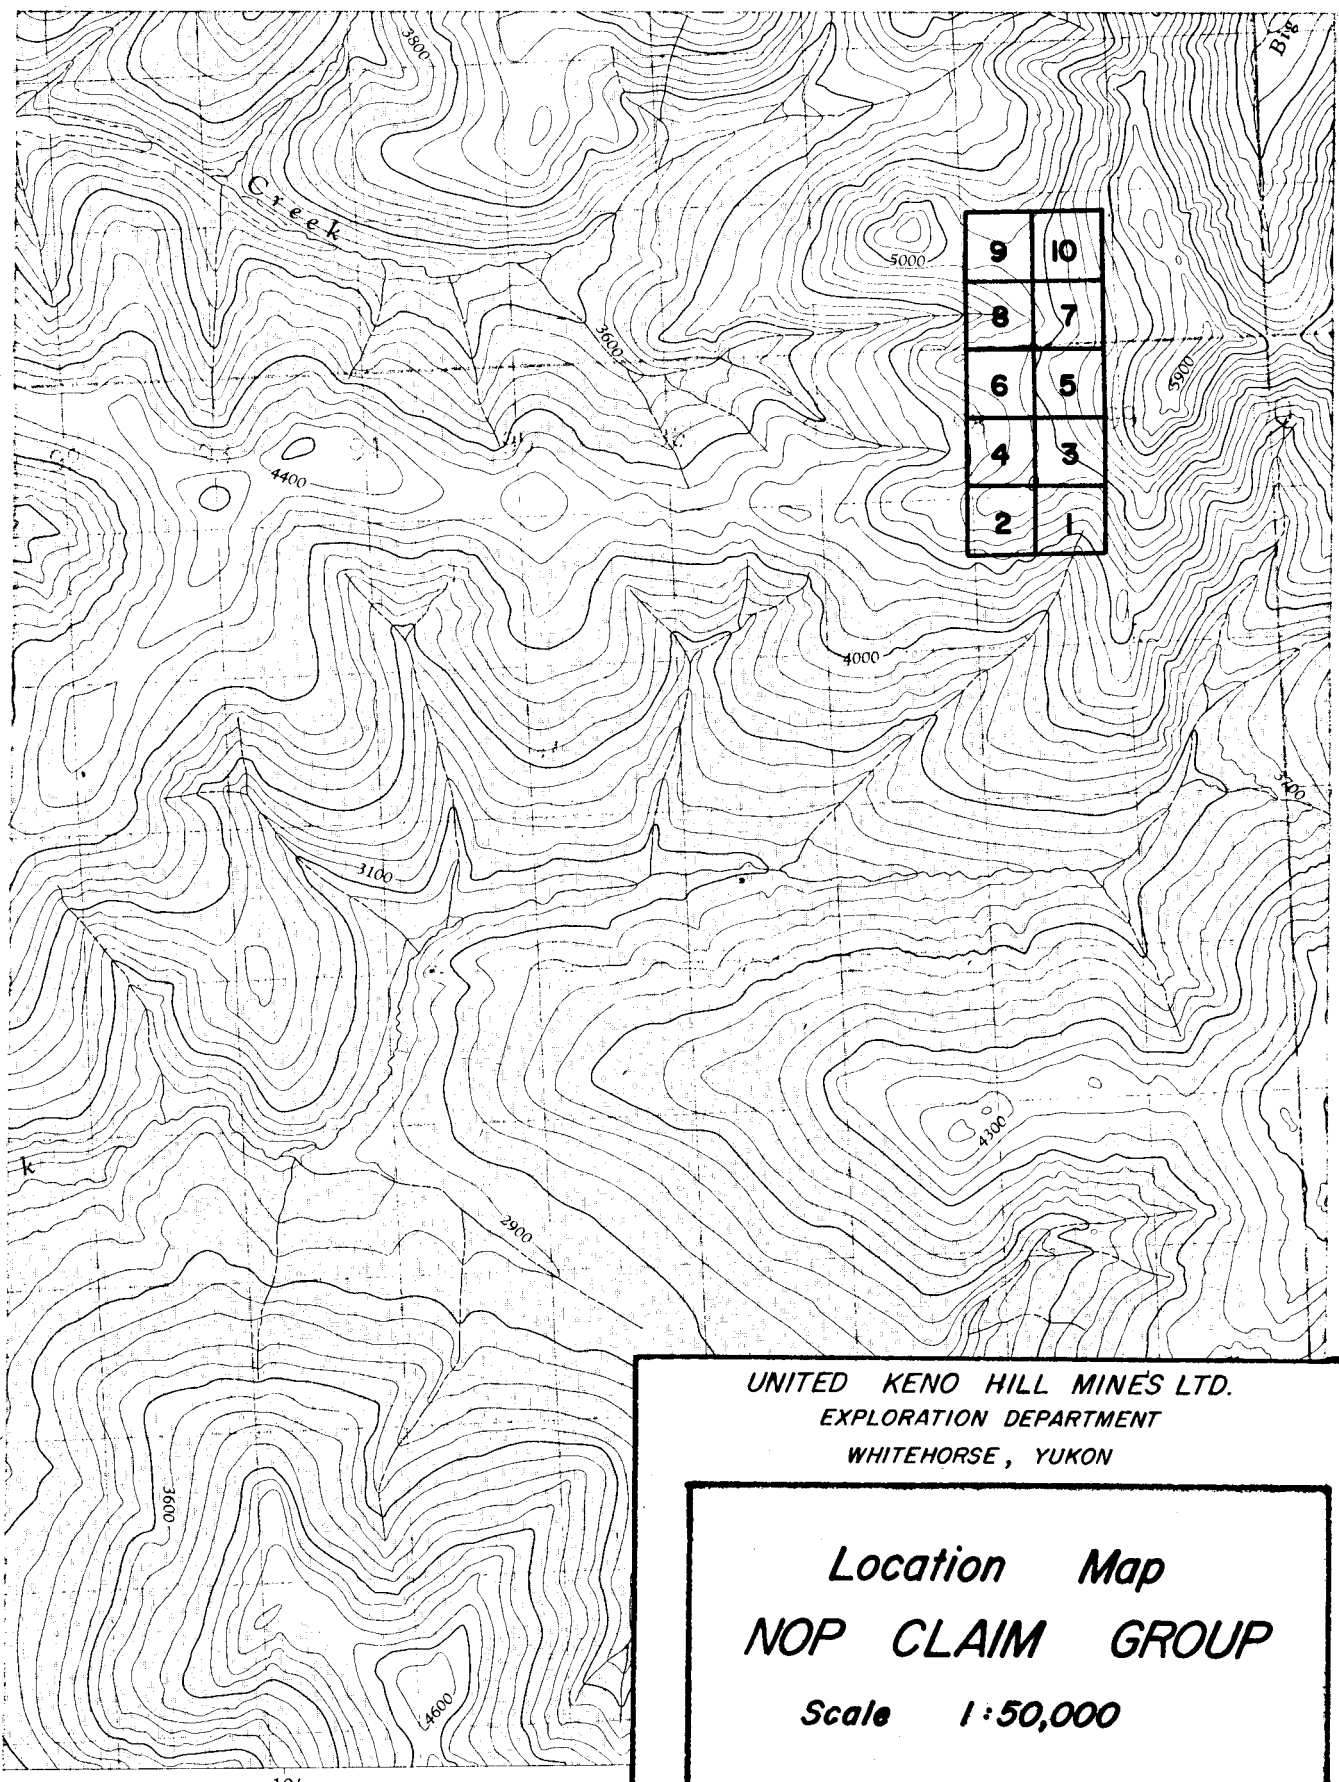 3800
Big
Creek
5000
9 10
8 7
3600
6 5
5900
4 3
4400
2 1
4000
3100
4300
k
2900
UNITED KENO HILL MINES LTD.
EXPLORATION DEPARTMENT
WHITEHORSE, YUKON
3600
Location Map
NOP CLAIM GROUP
4600
Scale 1:50,000